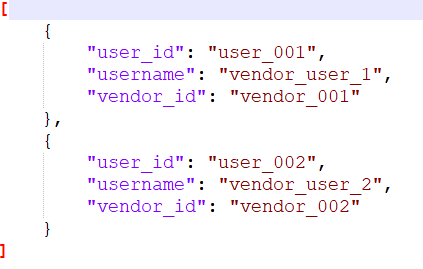 [
    {
        "user_id": "user_001",
        "username": "vendor_user_1",
        "vendor_id": "vendor_001"
    },
    {
        "user_id": "user_002",
        "username": "vendor_user_2",
        "vendor_id": "vendor_002"
    }
]